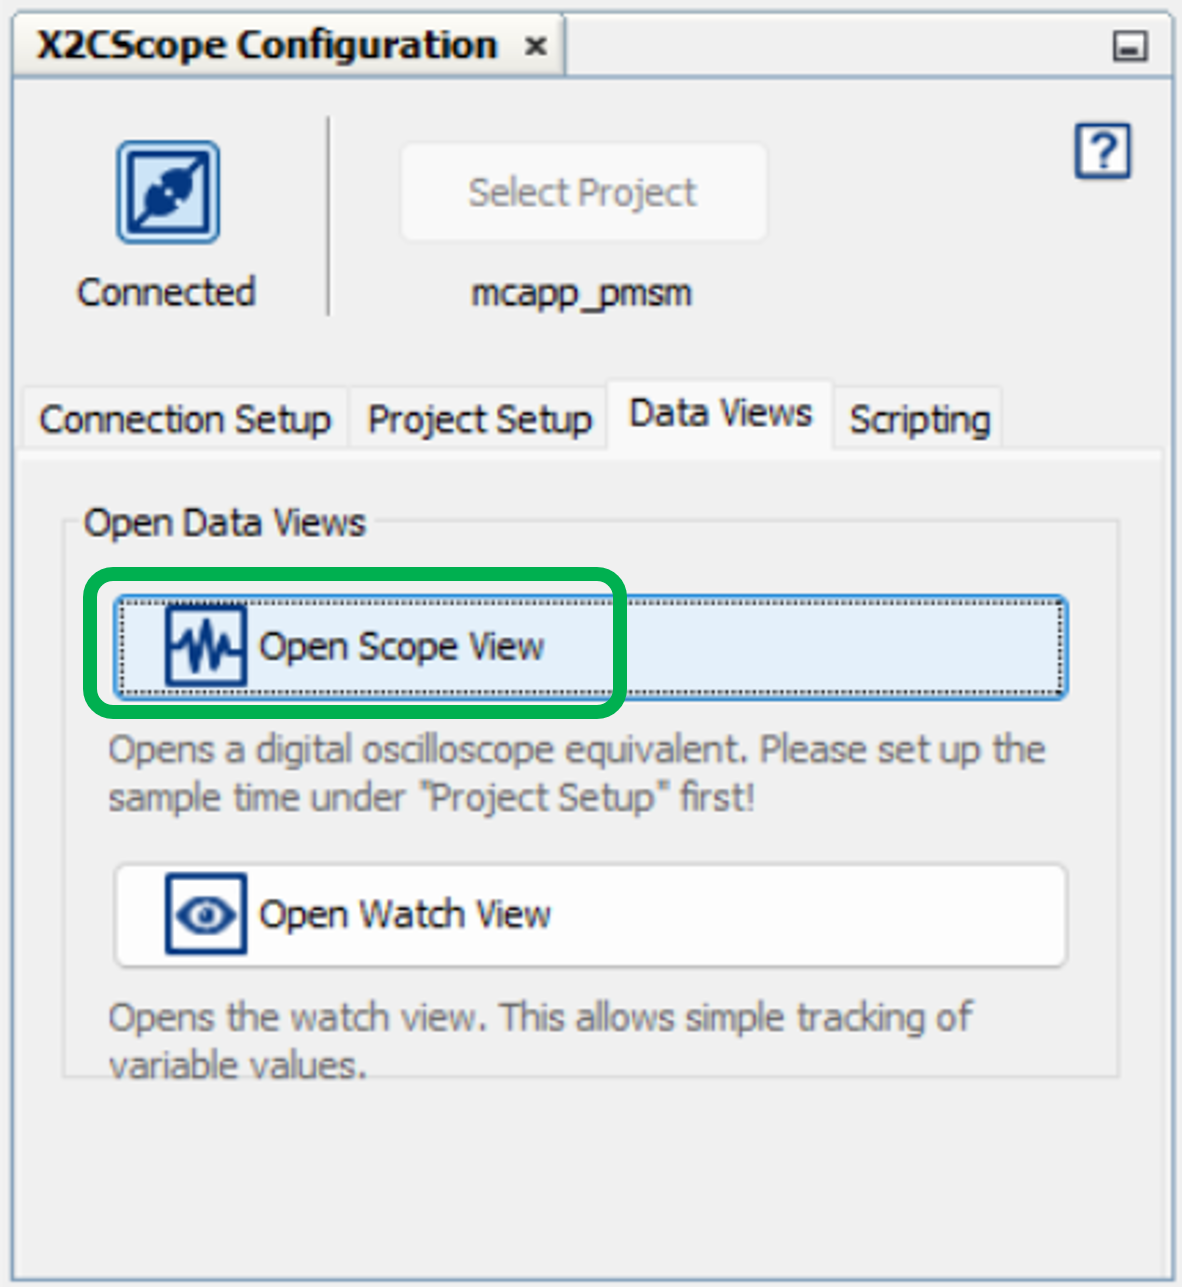 X2CScope Configuration ×
?
Select Project
Connected
mcapp_pmsm
Connection Setup
Project Setup
Data Views
Scripting
Open Data Views
Open Scope View
Opens a digital oscilloscope equivalent. Please set up the
sample time under "Project Setup" first!
Open Watch View
Opens the watch view. This allows simple tracking of
variable values.